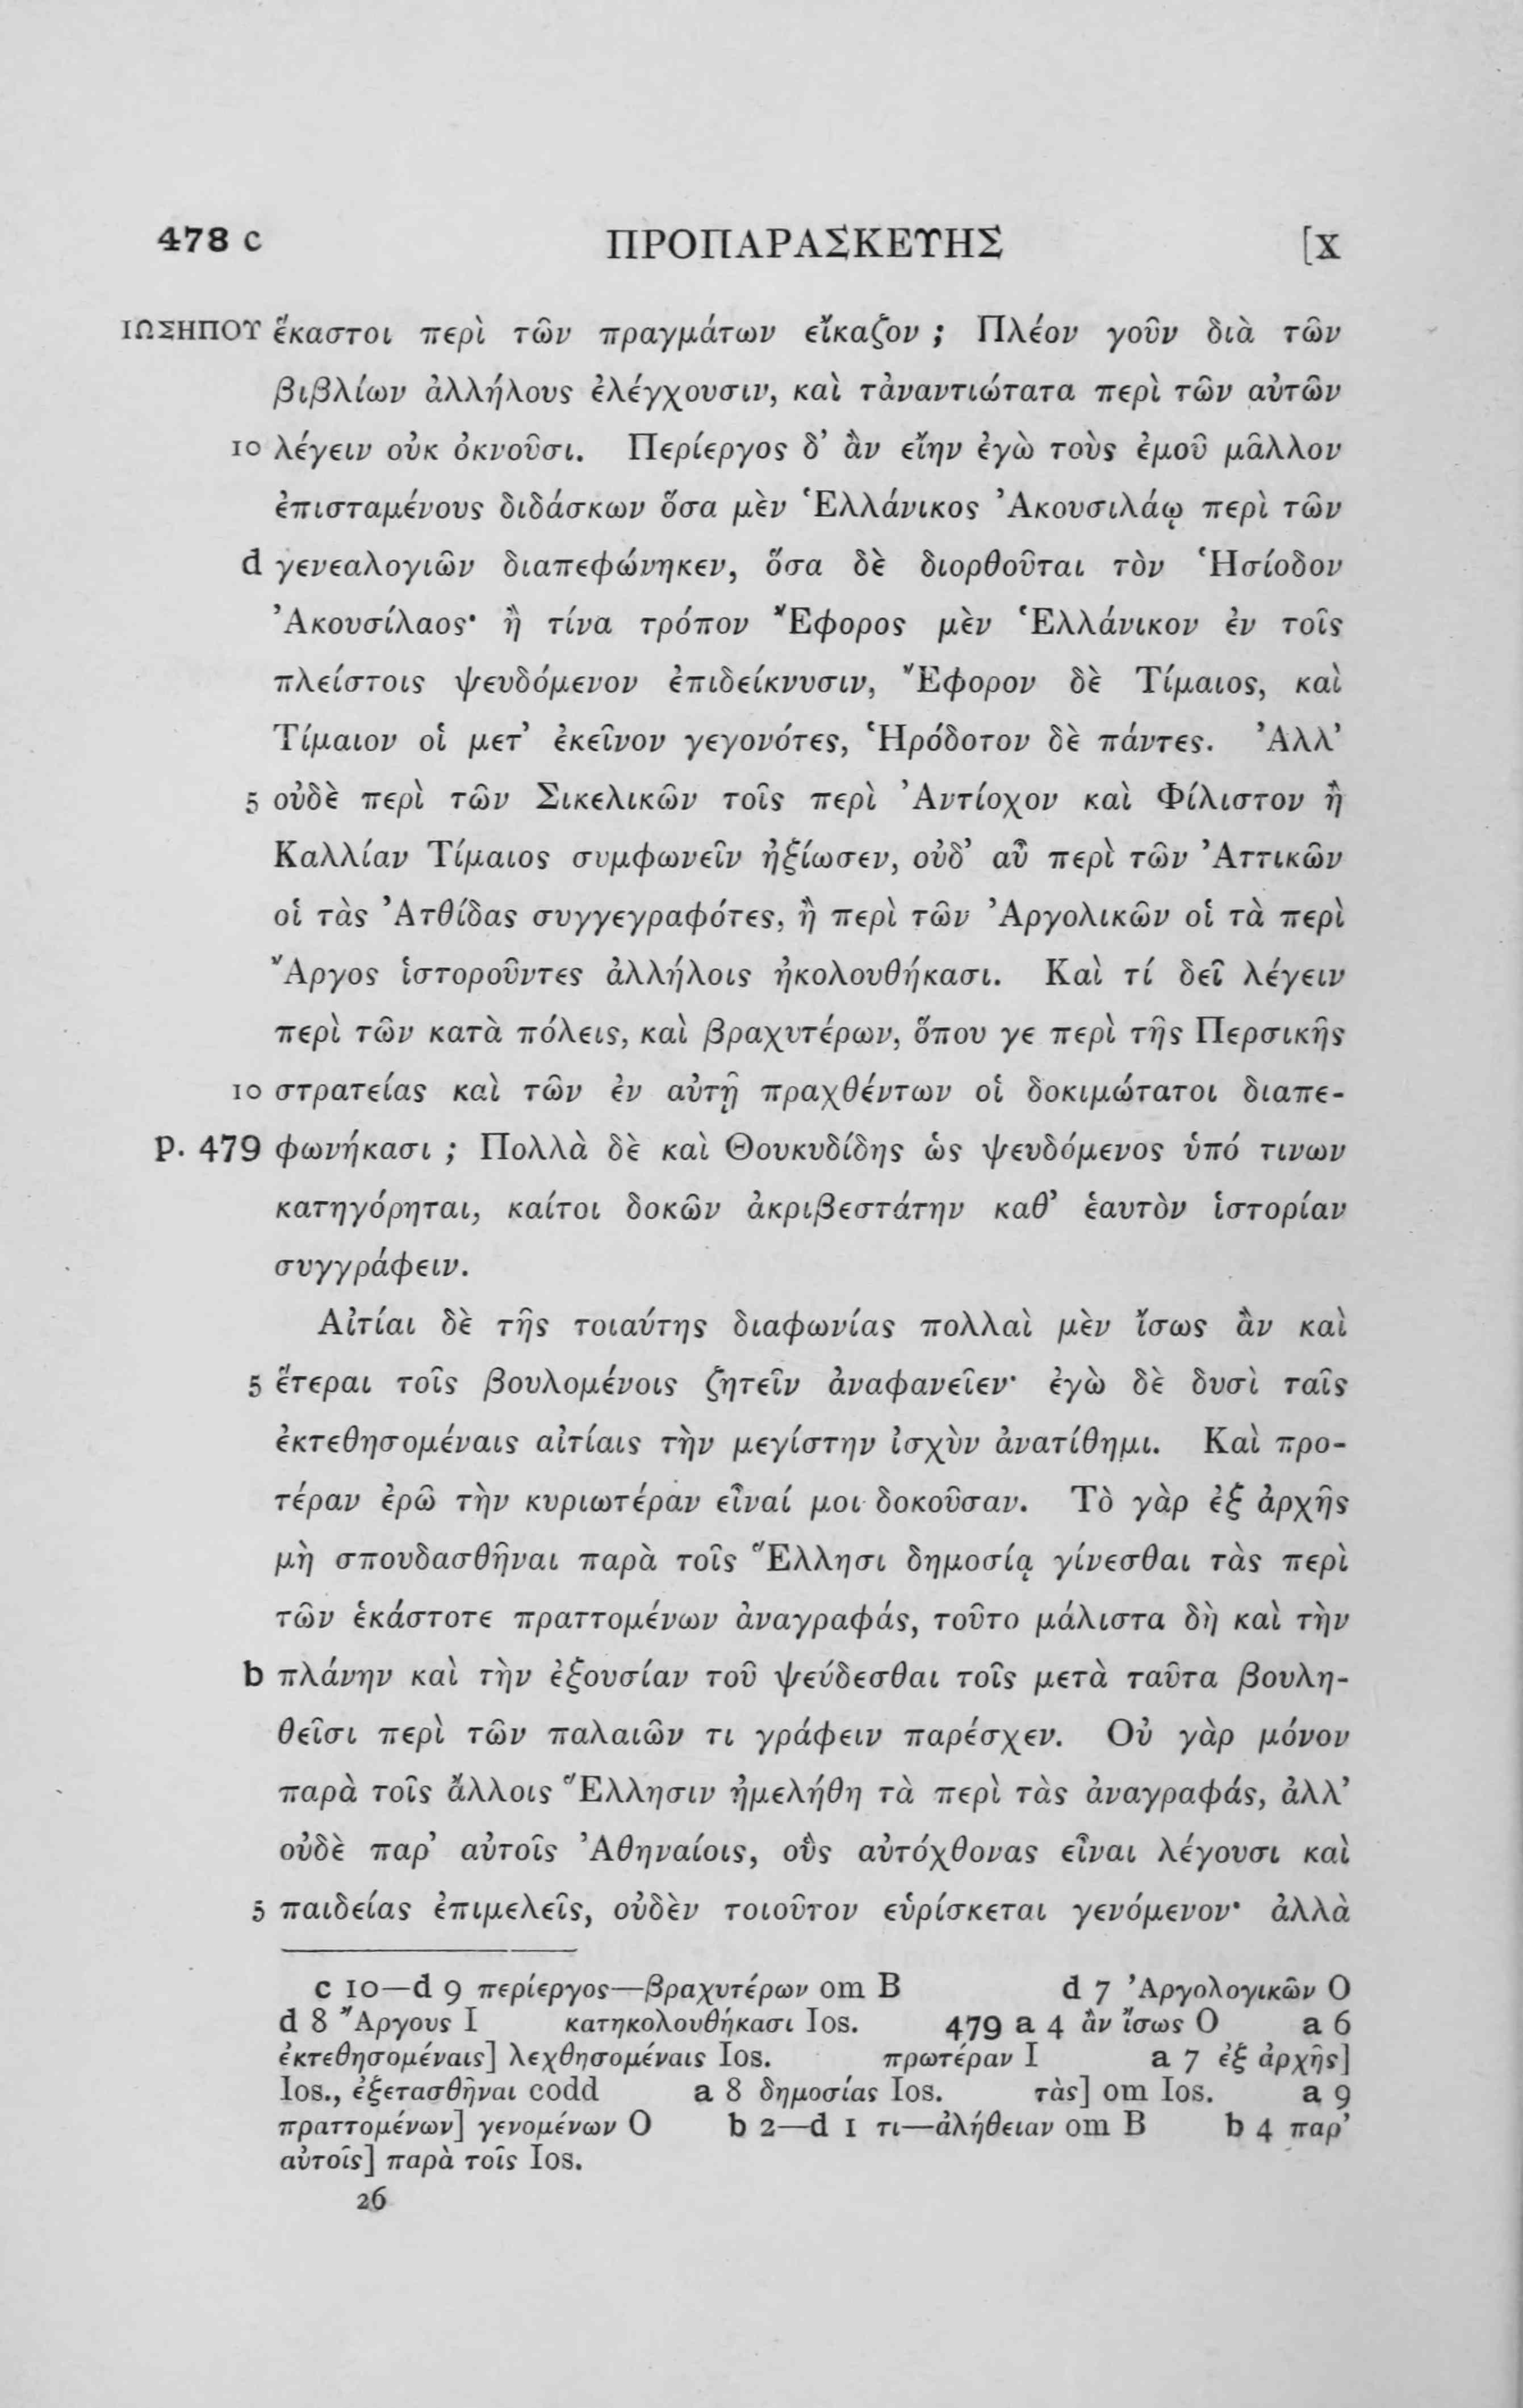 478 c ΠΡΟΠΑΡΑΣΚΕΥΗΣ [X
ΙΩΣΗΠΟΥ ἕκαστοι περὶ τῶν πραγμάτων εἴκαζον ; Πλέον γοῦν διὰ τῶν
βιβλίων ἀλλήλους ἐλέγχουσιν, καὶ τἀναντιώτατα περὶ τῶν αὐτῶν
10 λέγειν οὐκ ὀκνοῦσι. Περίεργος δ’ ἂν εἴην ἐγὼ τοὺς ἐμοῦ μᾶλλον
ἐπισταμένους διδάσκων ὅσα μὲν Ἑλλάνικος Ἀκουσιλάῳ περὶ τῶν
d γενεαλογιῶν διαπεφώνηκεν, ὅσα δὲ διορθοῦται τὸν Ἡσίοδον
Ἀκουσίλαος· ἢ τίνα τρόπον Ἔφορος μὲν Ἑλλάνικον ἐν τοῖς
πλείστοις ψευδόμενον ἐπιδείκνυσιν, Ἔφορον δὲ Τίμαιος, καὶ
Τίμαιον οἱ μετ’ ἐκεῖνον γεγονότες, Ἡρόδοτον δὲ πάντες. Ἀλλ’
5 οὐδὲ περὶ τῶν Σικελικῶν τοῖς περὶ Ἀντίοχον καὶ Φίλιστον ἢ
Καλλίαν Τίμαιος συμφωνεῖν ἠξίωσεν, οὐδ’ αὖ περὶ τῶν Ἀττικῶν
οἱ τὰς Ἀτθίδας συγγεγραφότες, ἢ περὶ τῶν Ἀργολικῶν οἱ τὰ περὶ
Ἄργος ἱστοροῦντες ἀλλήλοις ἠκολουθήκασι. Καὶ τί δεῖ λέγειν
περὶ τῶν κατὰ πόλεις, καὶ βραχυτέρων, ὅπου γε περὶ τῆς Περσικῆς
10 στρατείας καὶ τῶν ἐν αὐτῇ πραχθέντων οἱ δοκιμώτατοι διαπε-
p. 479 φωνήκασι ; Πολλὰ δὲ καὶ Θουκυδίδης ὡς ψευδόμενος ὑπό τινων
κατηγόρηται, καίτοι δοκῶν ἀκριβεστάτην καθ’ ἑαυτὸν ἱστορίαν
συγγράφειν.
Αἰτίαι δὲ τῆς τοιαύτης διαφωνίας πολλαὶ μὲν ἴσως ἂν καὶ
5 ἕτεραι τοῖς βουλομένοις ζητεῖν ἀναφανεῖεν· ἐγὼ δὲ δυσὶ ταῖς
ἐκτεθησομέναις αἰτίαις τὴν μεγίστην ἰσχὺν ἀνατίθημι. Καὶ προ-
τέραν ἐρῶ τὴν κυριωτέραν εἶναί μοι δοκοῦσαν. Τὸ γὰρ ἐξ ἀρχῆς
μὴ σπουδασθῆναι παρὰ τοῖς Ἕλλησι δημοσίᾳ γίνεσθαι τὰς περὶ
τῶν ἑκάστοτε πραττομένων ἀναγραφάς, τοῦτο μάλιστα δὴ καὶ τὴν
b πλάνην καὶ τὴν ἐξουσίαν τοῦ ψεύδεσθαι τοῖς μετὰ ταῦτα βουλη-
θεῖσι περὶ τῶν παλαιῶν τι γράφειν παρέσχεν. Οὐ γὰρ μόνον
παρὰ τοῖς ἄλλοις Ἕλλησιν ἠμελήθη τὰ περὶ τὰς ἀναγραφάς, ἀλλ’
οὐδὲ παρ’ αὐτοῖς Ἀθηναίοις, οὓς αὐτόχθονας εἶναι λέγουσι καὶ
5 παιδείας ἐπιμελεῖς, οὐδὲν τοιοῦτον εὑρίσκεται γενόμενον· ἀλλὰ
c 10—d 9 περίεργος—βραχυτέρων om B d 7 Ἀργολογικῶν O
d 8 Ἄργους I κατηκολουθήκασι Ios. 479 a 4 ἂν ἴσως O a 6
ἐκτεθησομέναις] λεχθησομέναις Ios. πρωτέραν I a 7 ἐξ ἀρχῆς]
Ios., ἐξετασθῆναι codd a 8 δημοσίας Ios. τὰς] om Ios. a 9
πραττομένων] γενομένων O b 2—d 1 τι—ἀλήθειαν om B b 4 παρ’
αὐτοῖς] παρὰ τοῖς Ios.
26